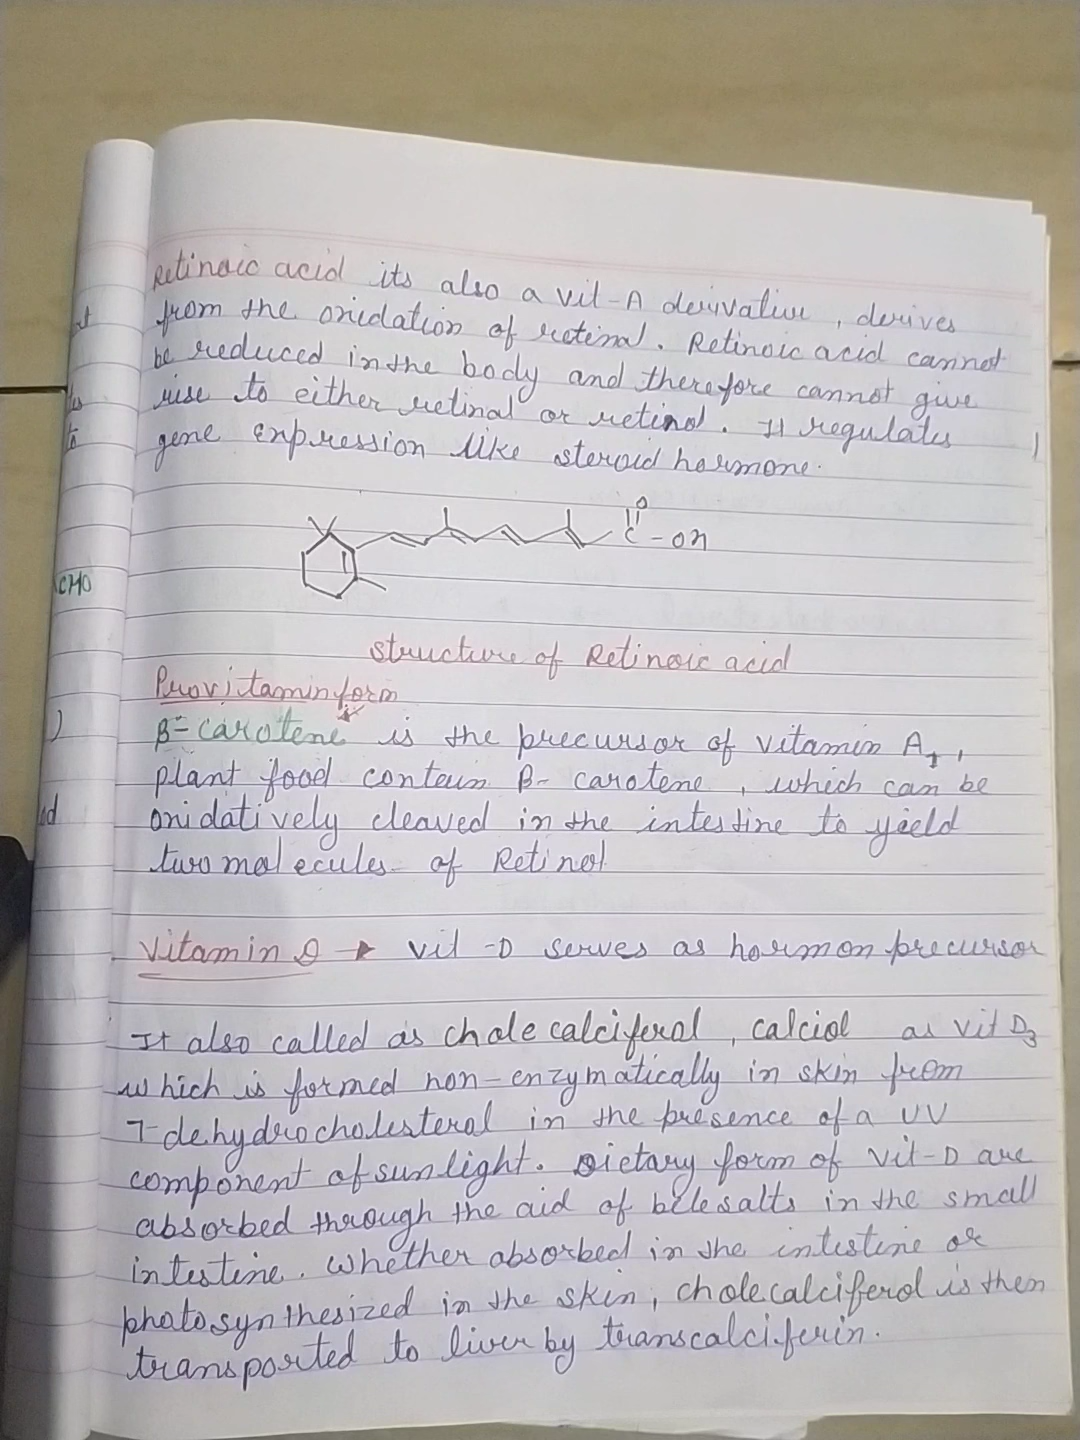 Retinoic acid its also a vit-A derivative, derives
from the oxidation of retinal. Retinoic acid cannot
be reduced in the body and therefore cannot give
rise to either retinal or retinol. It regulates
gene expression like steroid hormone.
O
C-OH
CHO
structure of Retinoic acid
Provitamin form
β-carotene is the precursor of vitamin A1,
plant food contain β-carotene, which can be
oxidatively cleaved in the intestine to yield
two molecules of Retinol
Vitamin D → vit-D serves as hormon precursor
It also called as cholecalciferol, calciol as vit D3
which is formed non-enzymatically in skin from
7-dehydrocholesterol in the presence of a UV
component of sunlight. Dietary form of vit-D are
absorbed through the aid of bile salts in the small
intestine. Whether absorbed in the intestine or
photosynthesized in the skin, cholecalciferol is then
transported to liver by transcalciferin.